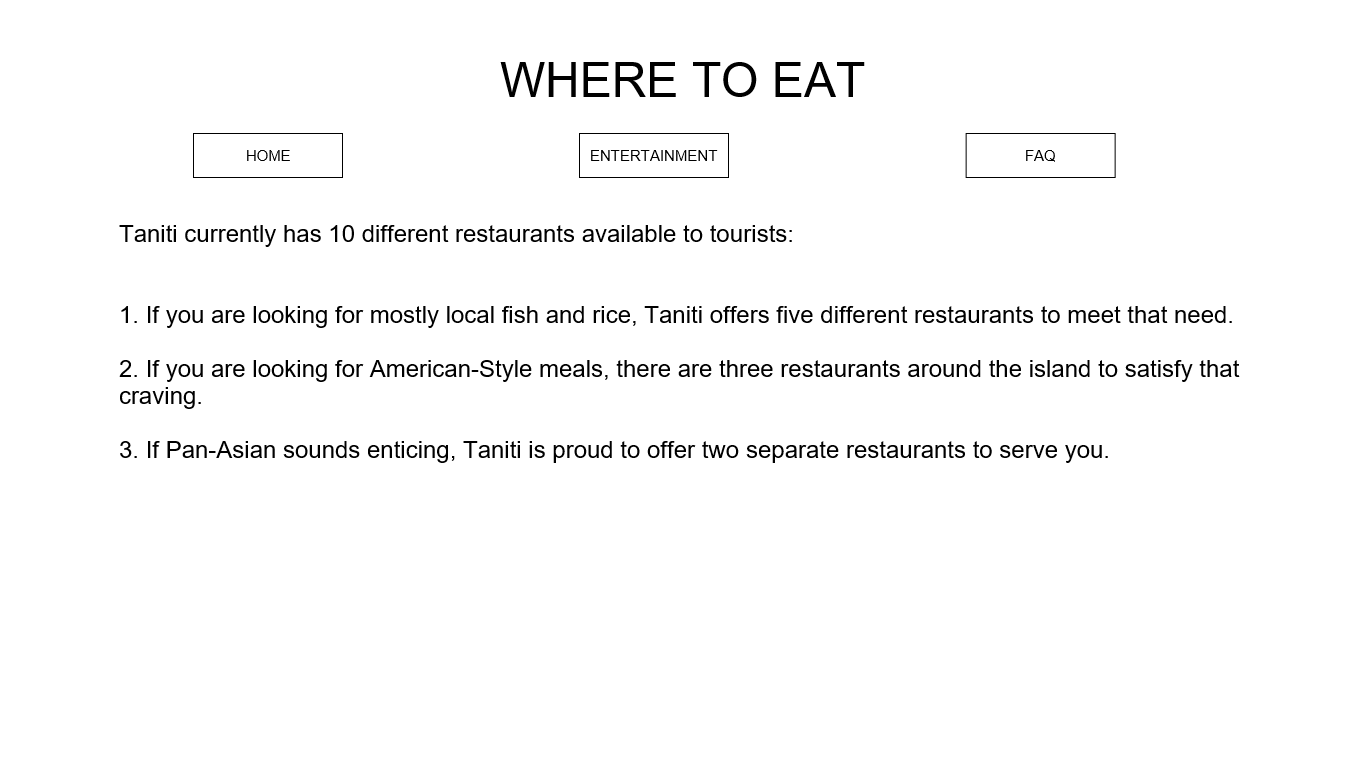 WHERE TO EAT
HOME
ENTERTAINMENT
FAQ
Taniti currently has 10 different restaurants available to tourists:
1. If you are looking for mostly local fish and rice, Taniti offers five different restaurants to meet that need.
2. If you are looking for American-Style meals, there are three restaurants around the island to satisfy that
craving.
3. If Pan-Asian sounds enticing, Taniti is proud to offer two separate restaurants to serve you.